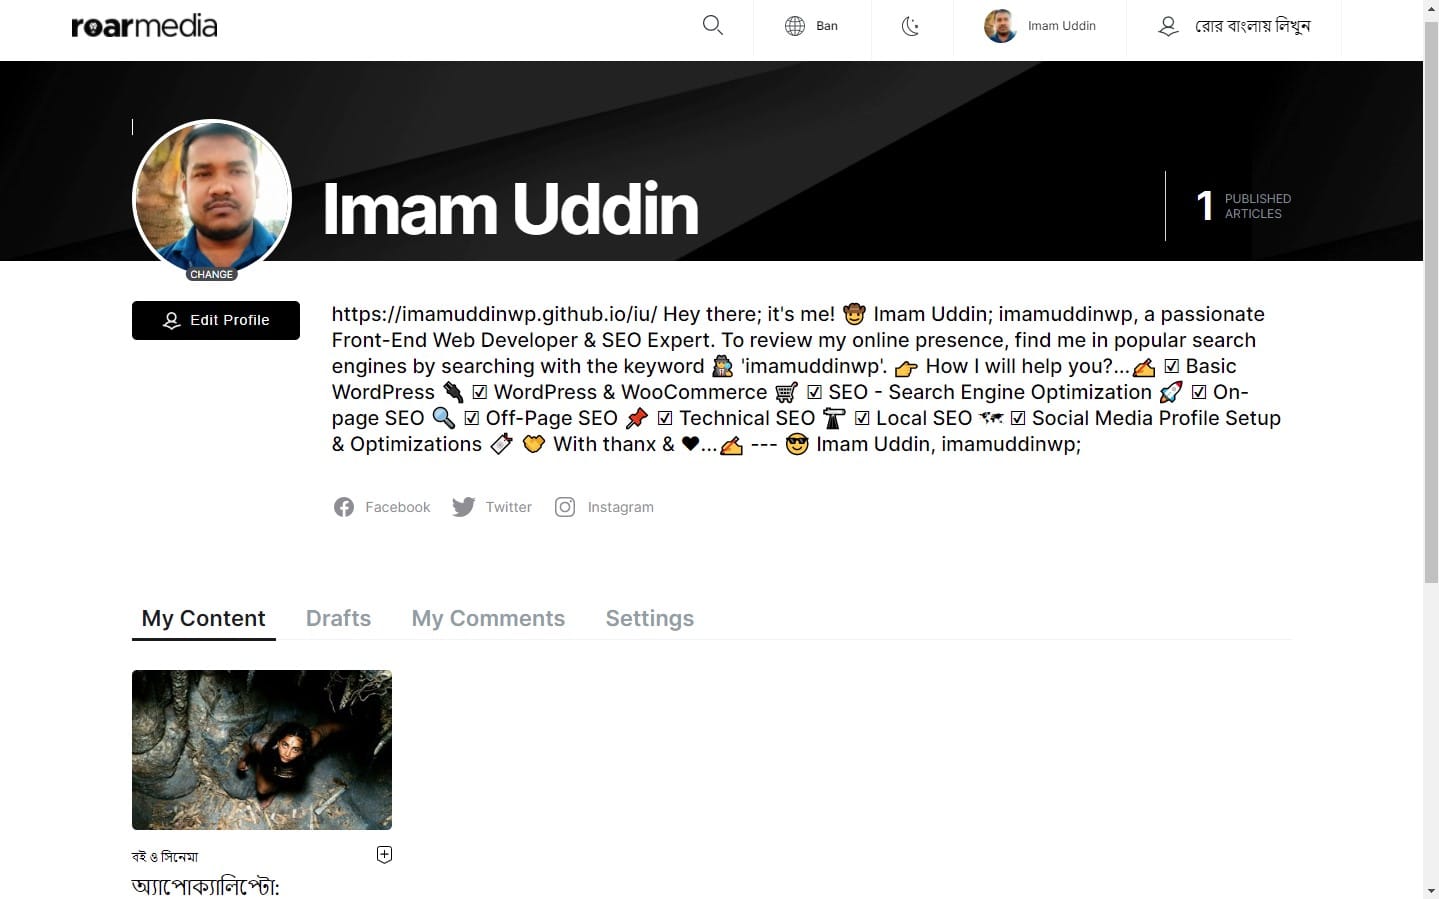 roarmedia
Ban
Imam Uddin
রোর বাংলায় লিখুন
Imam Uddin
1 PUBLISHED
ARTICLES
CHANGE
Edit Profile
https://imamuddinwp.github.io/iu/ Hey there; it's me! 🤠 Imam Uddin; imamuddinwp, a passionate
Front-End Web Developer & SEO Expert. To review my online presence, find me in popular search
engines by searching with the keyword 🕵 'imamuddinwp'. 👉 How I will help you?...✍ ☑ Basic
WordPress 🔌 ☑ WordPress & WooCommerce 🛒 ☑ SEO - Search Engine Optimization 🚀 ☑ On-
page SEO 🔍 ☑ Off-Page SEO 📌 ☑ Technical SEO ☑ Local SEO 🗺 ☑ Social Media Profile Setup
& Optimizations 🏷 🤝 With thanx & ❤...✍ --- 😎 Imam Uddin, imamuddinwp;
Facebook Twitter Instagram
My Content Drafts My Comments Settings
বই ও সিনেমা
অ্যাপোক্যালিপ্টো: